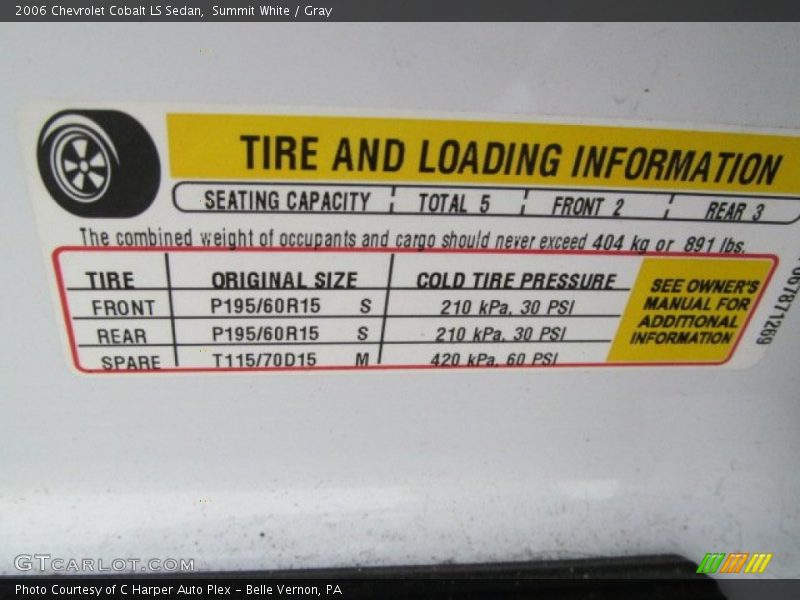 2006 Chevrolet Cobalt LS Sedan,  Summit White / Gray
TIRE AND LOADING INFORMATION
SEATING CAPACITY TOTAL 5 FRONT 2 REAR 3
The combined weight of occupants and cargo should never exceed 404 kg or 891 lbs.
TIRE ORIGINAL SIZE COLD TIRE PRESSURE
FRONT P195/60R15 S 210 kPa, 30 PSI
REAR P195/60R15 S 210 kPa, 30 PSI
SPARE T115/70D15 M 420 kPa, 60 PSI
SEE OWNER'S
MANUAL FOR
ADDITIONAL
INFORMATION
GTCARLOT.COM
Photo Courtesy of C Harper Auto Plex – Belle Vernon, PA